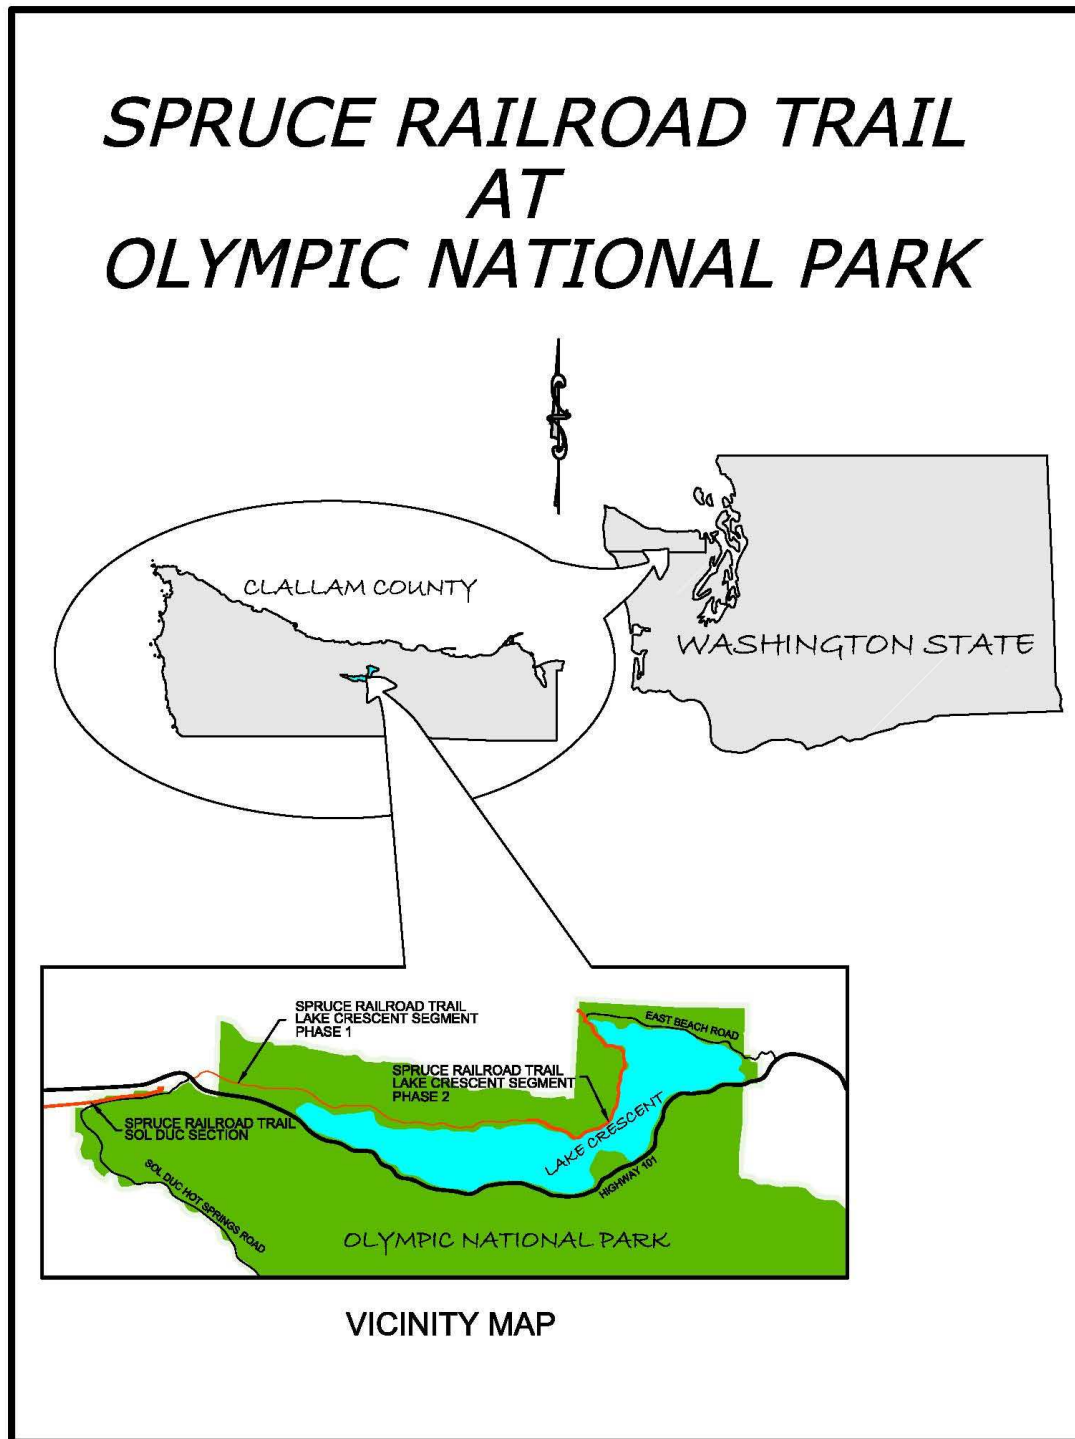 SPRUCE RAILROAD TRAIL
AT
OLYMPIC NATIONAL PARK
CLALLAM COUNTY
WASHINGTON STATE
SPRUCE RAILROAD TRAIL
LAKE CRESCENT SEGMENT
PHASE 1
EAST BEACH ROAD
SPRUCE RAILROAD TRAIL
LAKE CRESCENT SEGMENT
PHASE 2
SPRUCE RAILROAD TRAIL
SOL DUC SECTION
LAKE CRESCENT
HIGHWAY 101
SOL DUC HOT SPRINGS ROAD
OLYMPIC NATIONAL PARK
VICINITY MAP